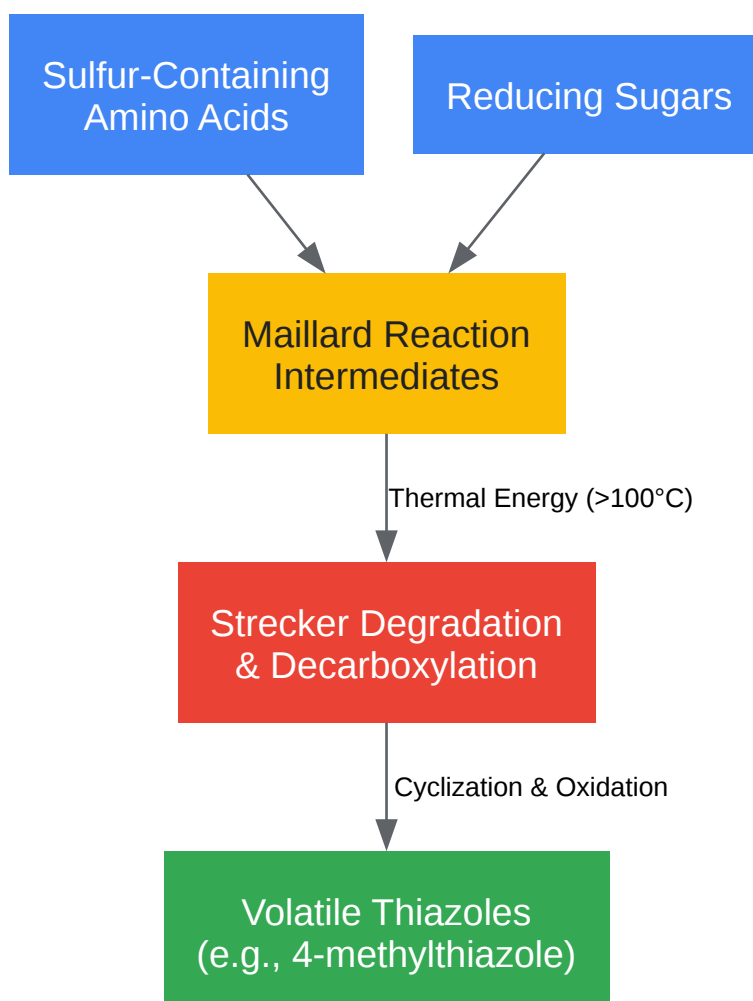 Sulfur-Containing
Amino Acids
Reducing Sugars
Maillard Reaction
Intermediates
Thermal Energy (>100°C)
Strecker Degradation
& Decarboxylation
Cyclization & Oxidation
Volatile Thiazoles
(e.g., 4-methylthiazole)